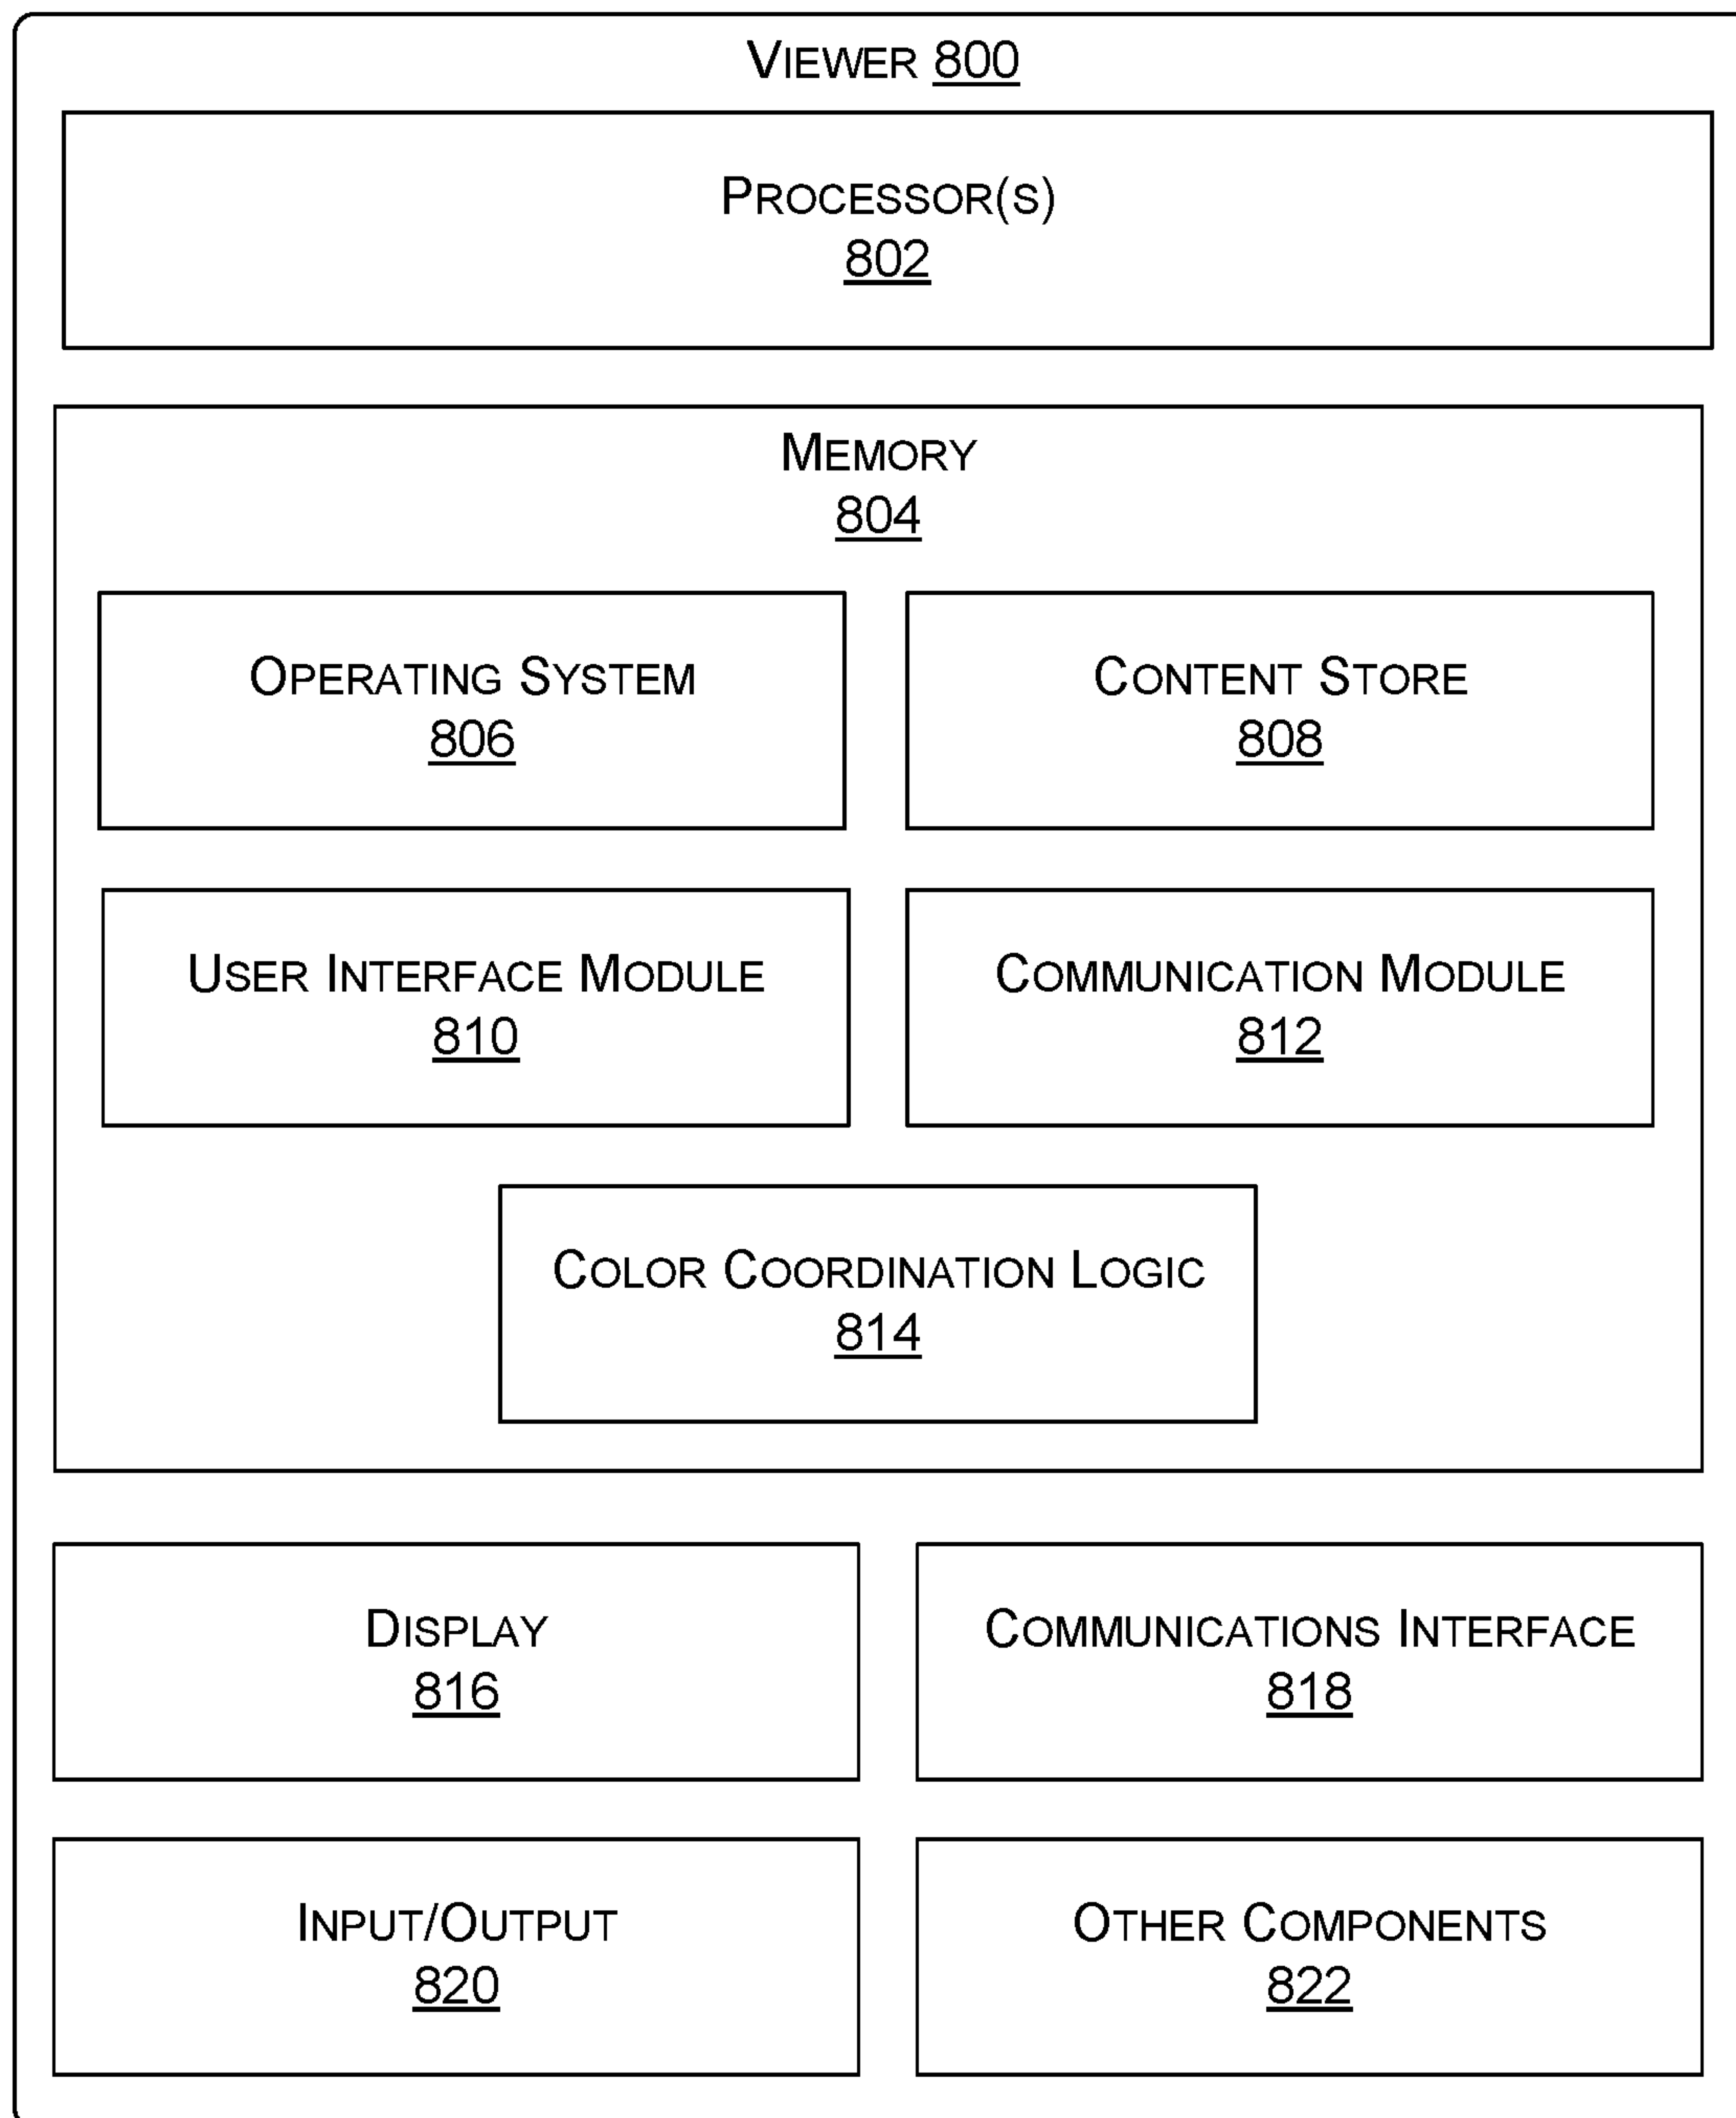 VIEWER 800
PROCESSOR(S)
802
MEMORY
804
OPERATING SYSTEM
806
CONTENT STORE
808
USER INTERFACE MODULE
810
COMMUNICATION MODULE
812
COLOR COORDINATION LOGIC
814
DISPLAY
816
COMMUNICATIONS INTERFACE
818
INPUT/OUTPUT
820
OTHER COMPONENTS
822